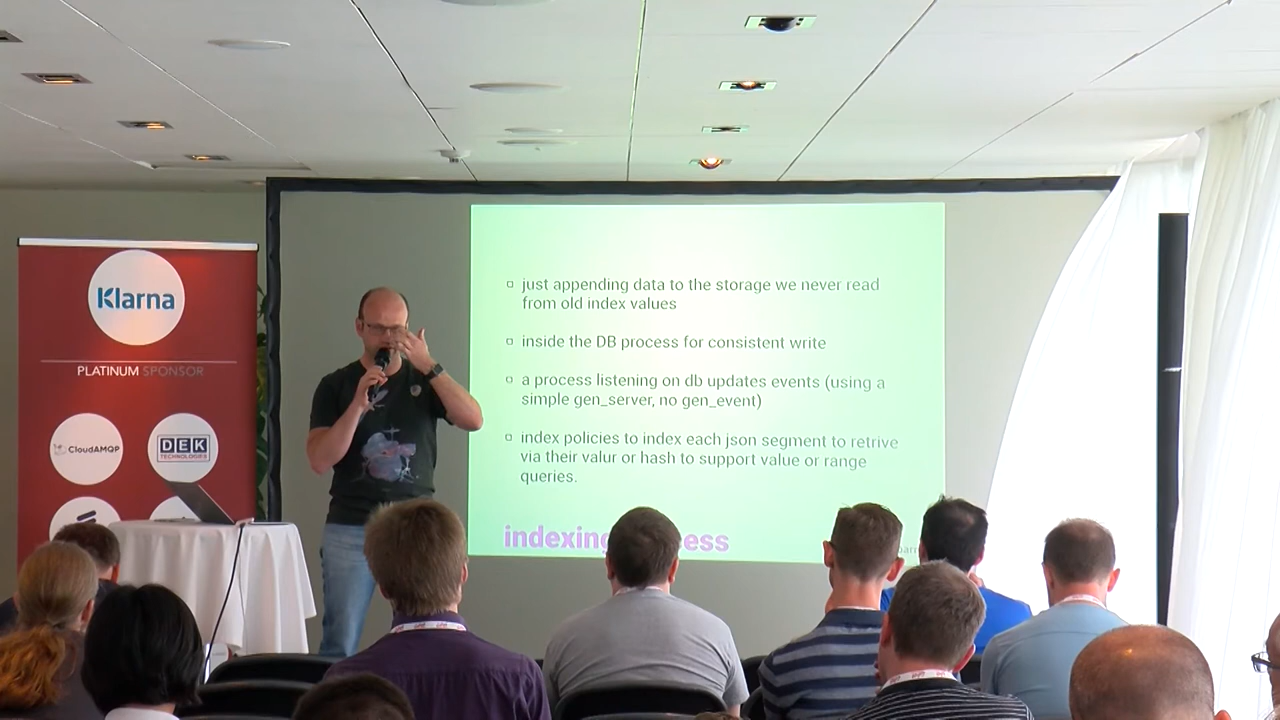 Klarna
PLATINUM SPONSOR
CloudAMQP
DEK
TECHNOLOGIES
▫ just appending data to the storage we never read
from old index values
▫ inside the DB process for consistent write
▫ a process listening on db updates events (using a
simple gen_server, no gen_event)
▫ index policies to index each json segment to retrive
via their valur or hash to support value or range
queries.